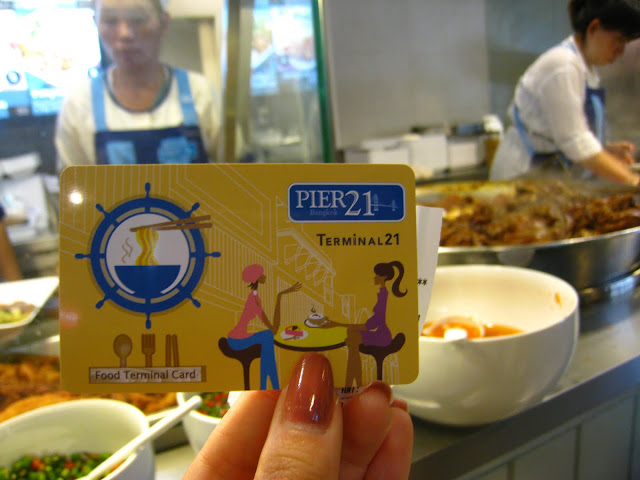 PIER21
Bangkok
TERMiNAL21
Food Terminal Card